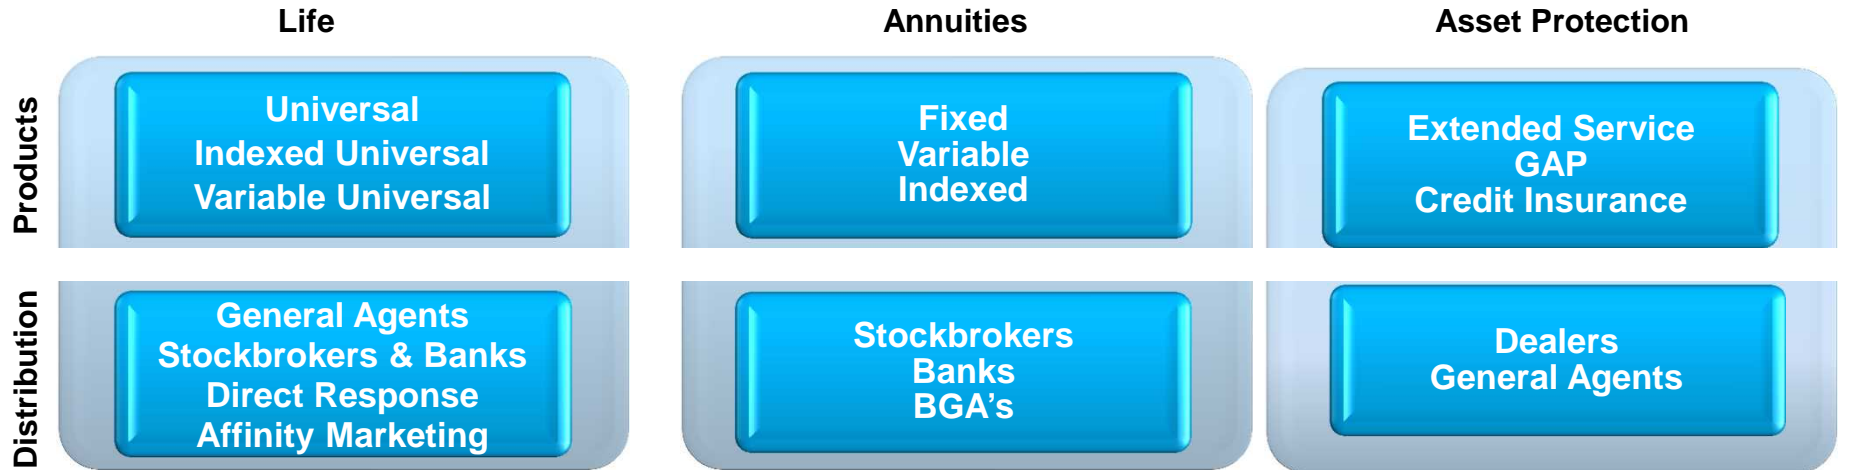 Life
Annuities
Asset Protection
Products
Universal
Indexed Universal
Variable Universal
Fixed
Variable
Indexed
Extended Service
GAP
Credit Insurance
Distribution
General Agents
Stockbrokers & Banks
Direct Response
Affinity Marketing
Stockbrokers
Banks
BGA’s
Dealers
General Agents